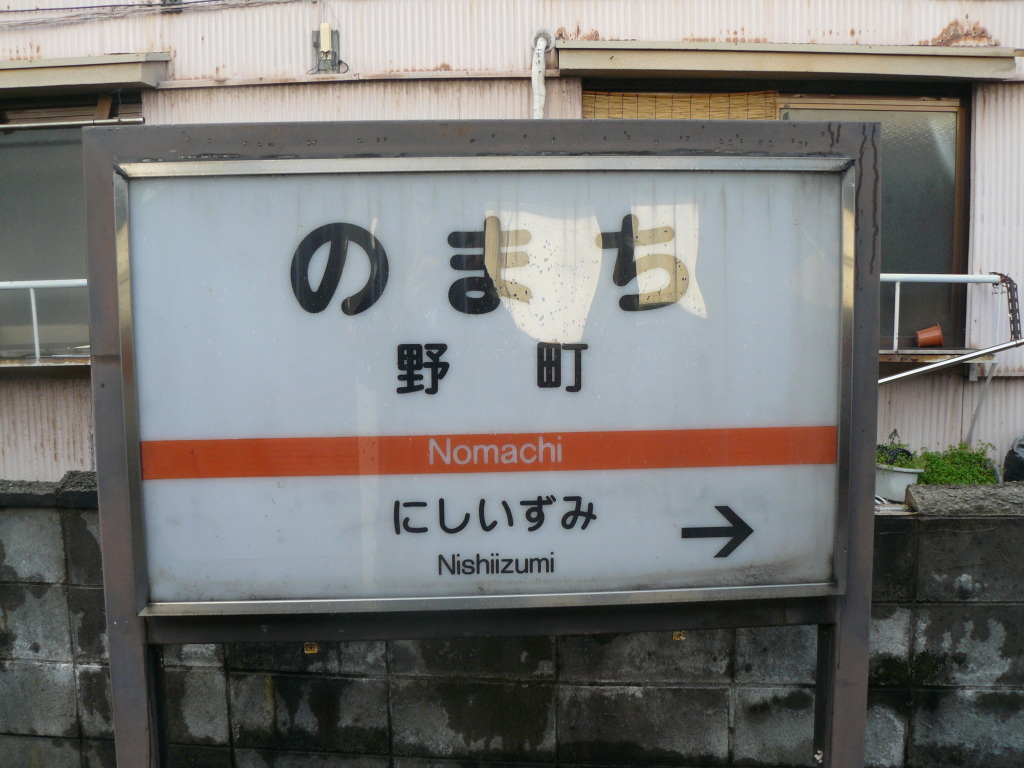 のまち
野町
Nomachi
にしいずみ
→
Nishiizumi